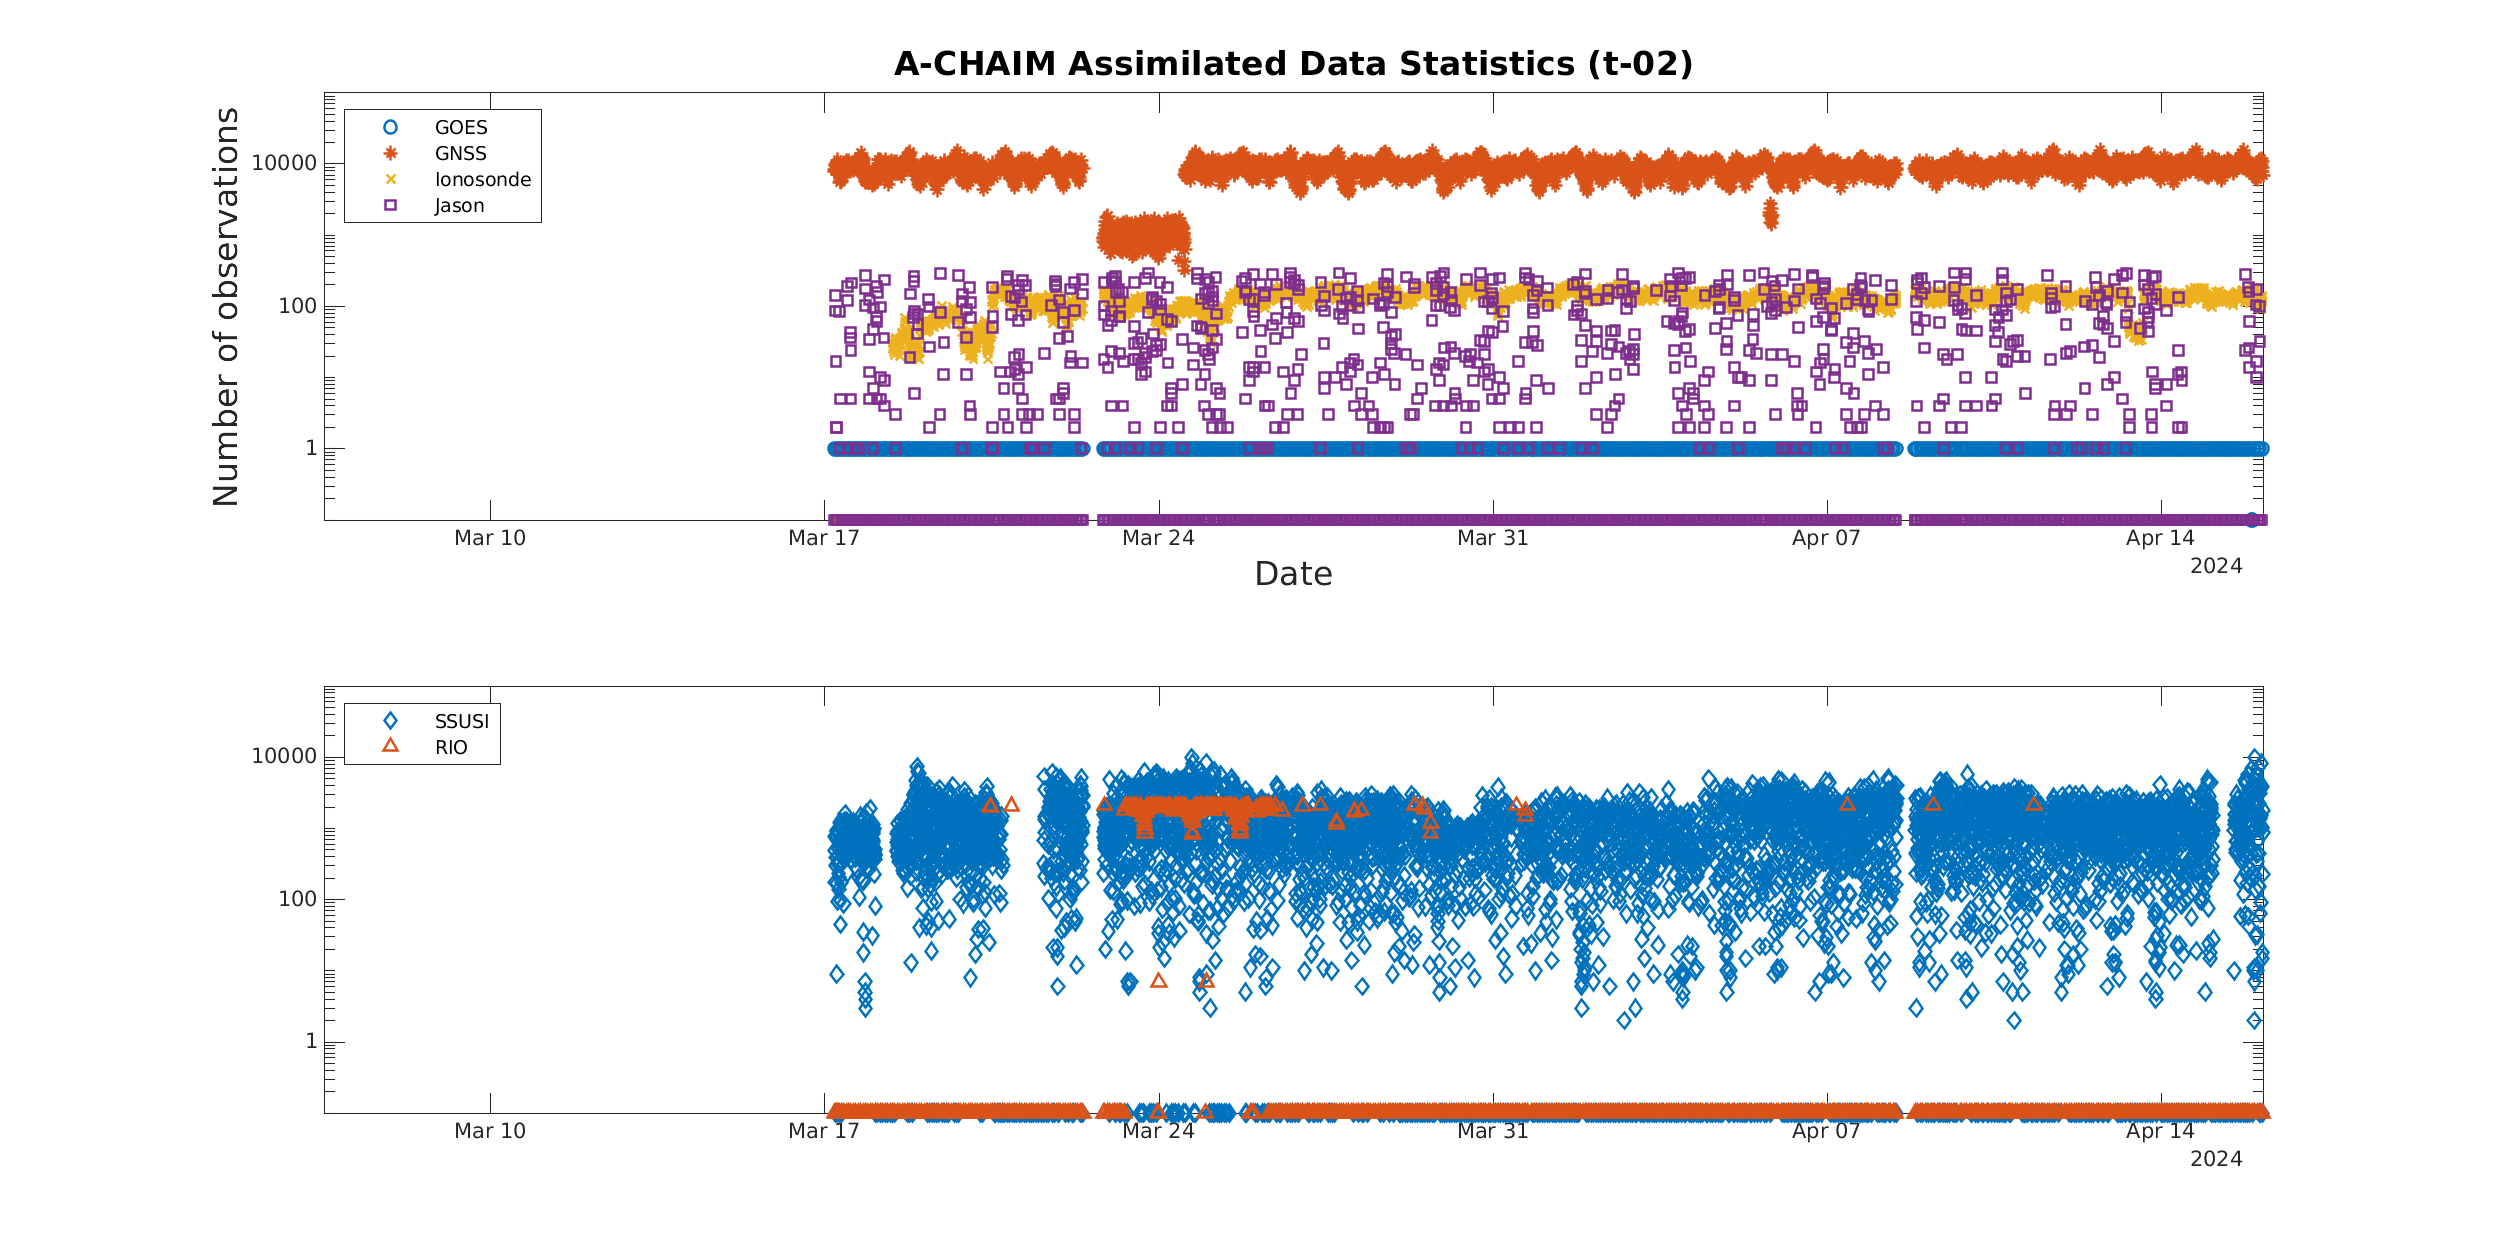 A-CHAIM Assimilated Data Statistics (t-02)
Number of observations
10000
100
1
GOES
GNSS
Ionosonde
Jason
Mar 10
Mar 17
Mar 24
Mar 31
Apr 07
Apr 14
2024
Date
10000
100
1
SSUSI
RIO
Mar 10
Mar 17
Mar 24
Mar 31
Apr 07
Apr 14
2024